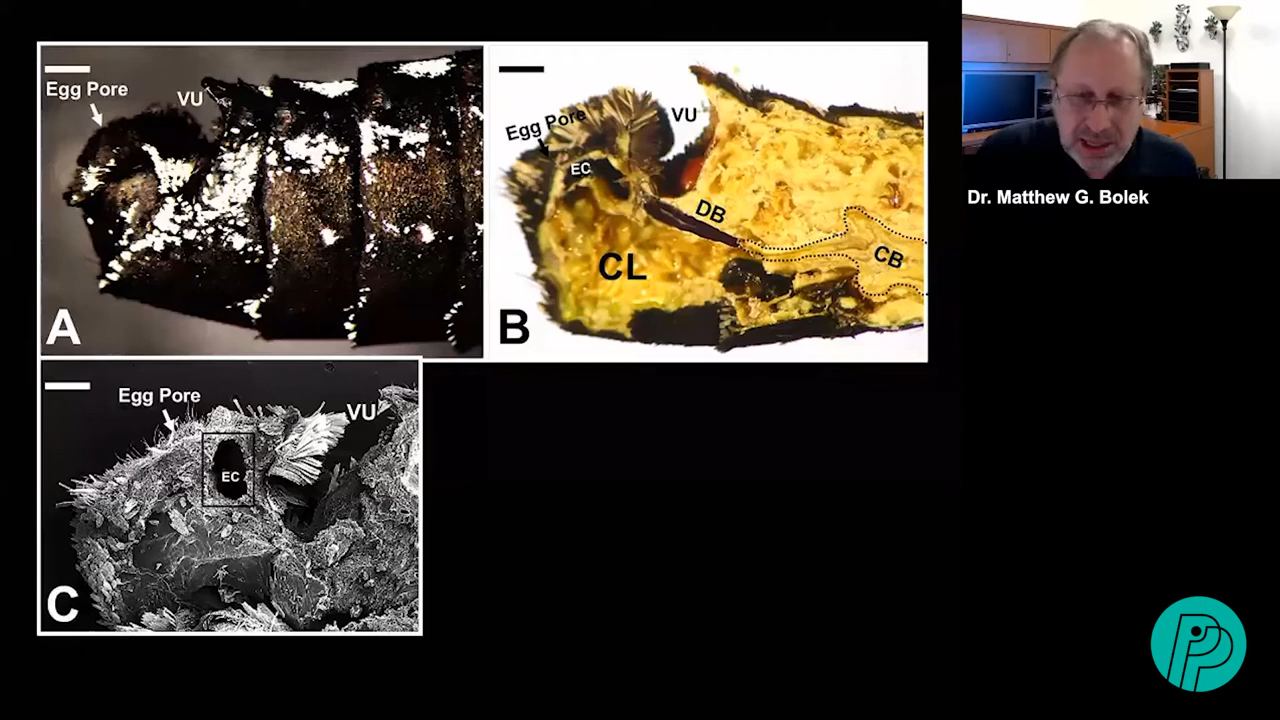 Egg Pore
VU
A
Egg Pore
VU
EC
DB
CL
CB
B
Egg Pore
VU
EC
C
Dr. Matthew G. Bolek